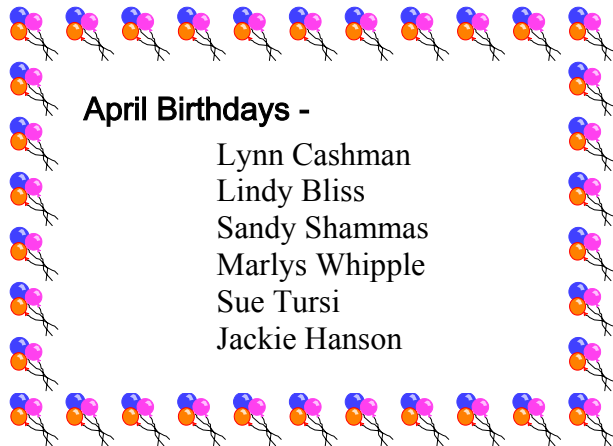 April Birthdays -
Lynn Cashman
Lindy Bliss
Sandy Shammas
Marlys Whipple
Sue Tursi
Jackie Hanson